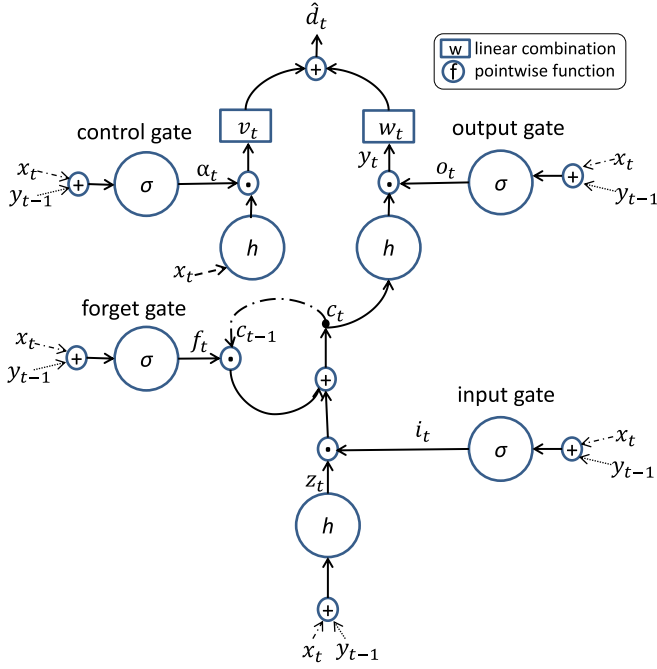 d̂_t
w linear combination
f pointwise function
+
v_t
w_t
control gate
output gate
x_t
y_{t−1}
+
σ
α_t
·
y_t
·
o_t
σ
+
x_t
y_{t−1}
h
x_t
h
forget gate
c_t
x_t
y_{t−1}
+
σ
f_t
·
c_{t−1}
+
input gate
·
i_t
σ
+
x_t
y_{t−1}
z_t
h
+
x_t
y_{t−1}